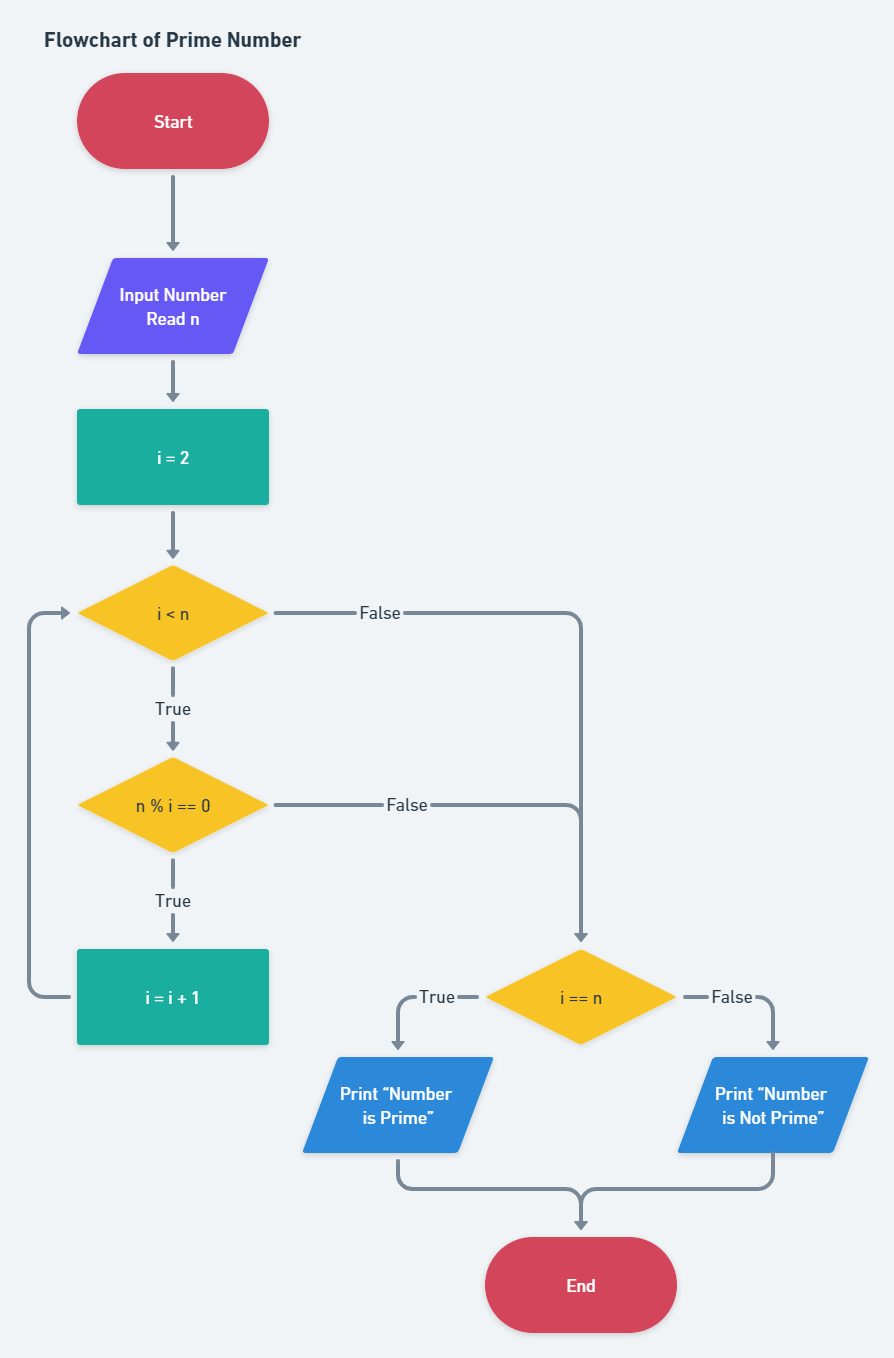 Flowchart of Prime Number
Start
Input Number
Read n
i = 2
i < n
False
True
n % i == 0
False
True
i = i + 1
True
i == n
False
Print “Number
is Prime”
Print “Number
is Not Prime”
End